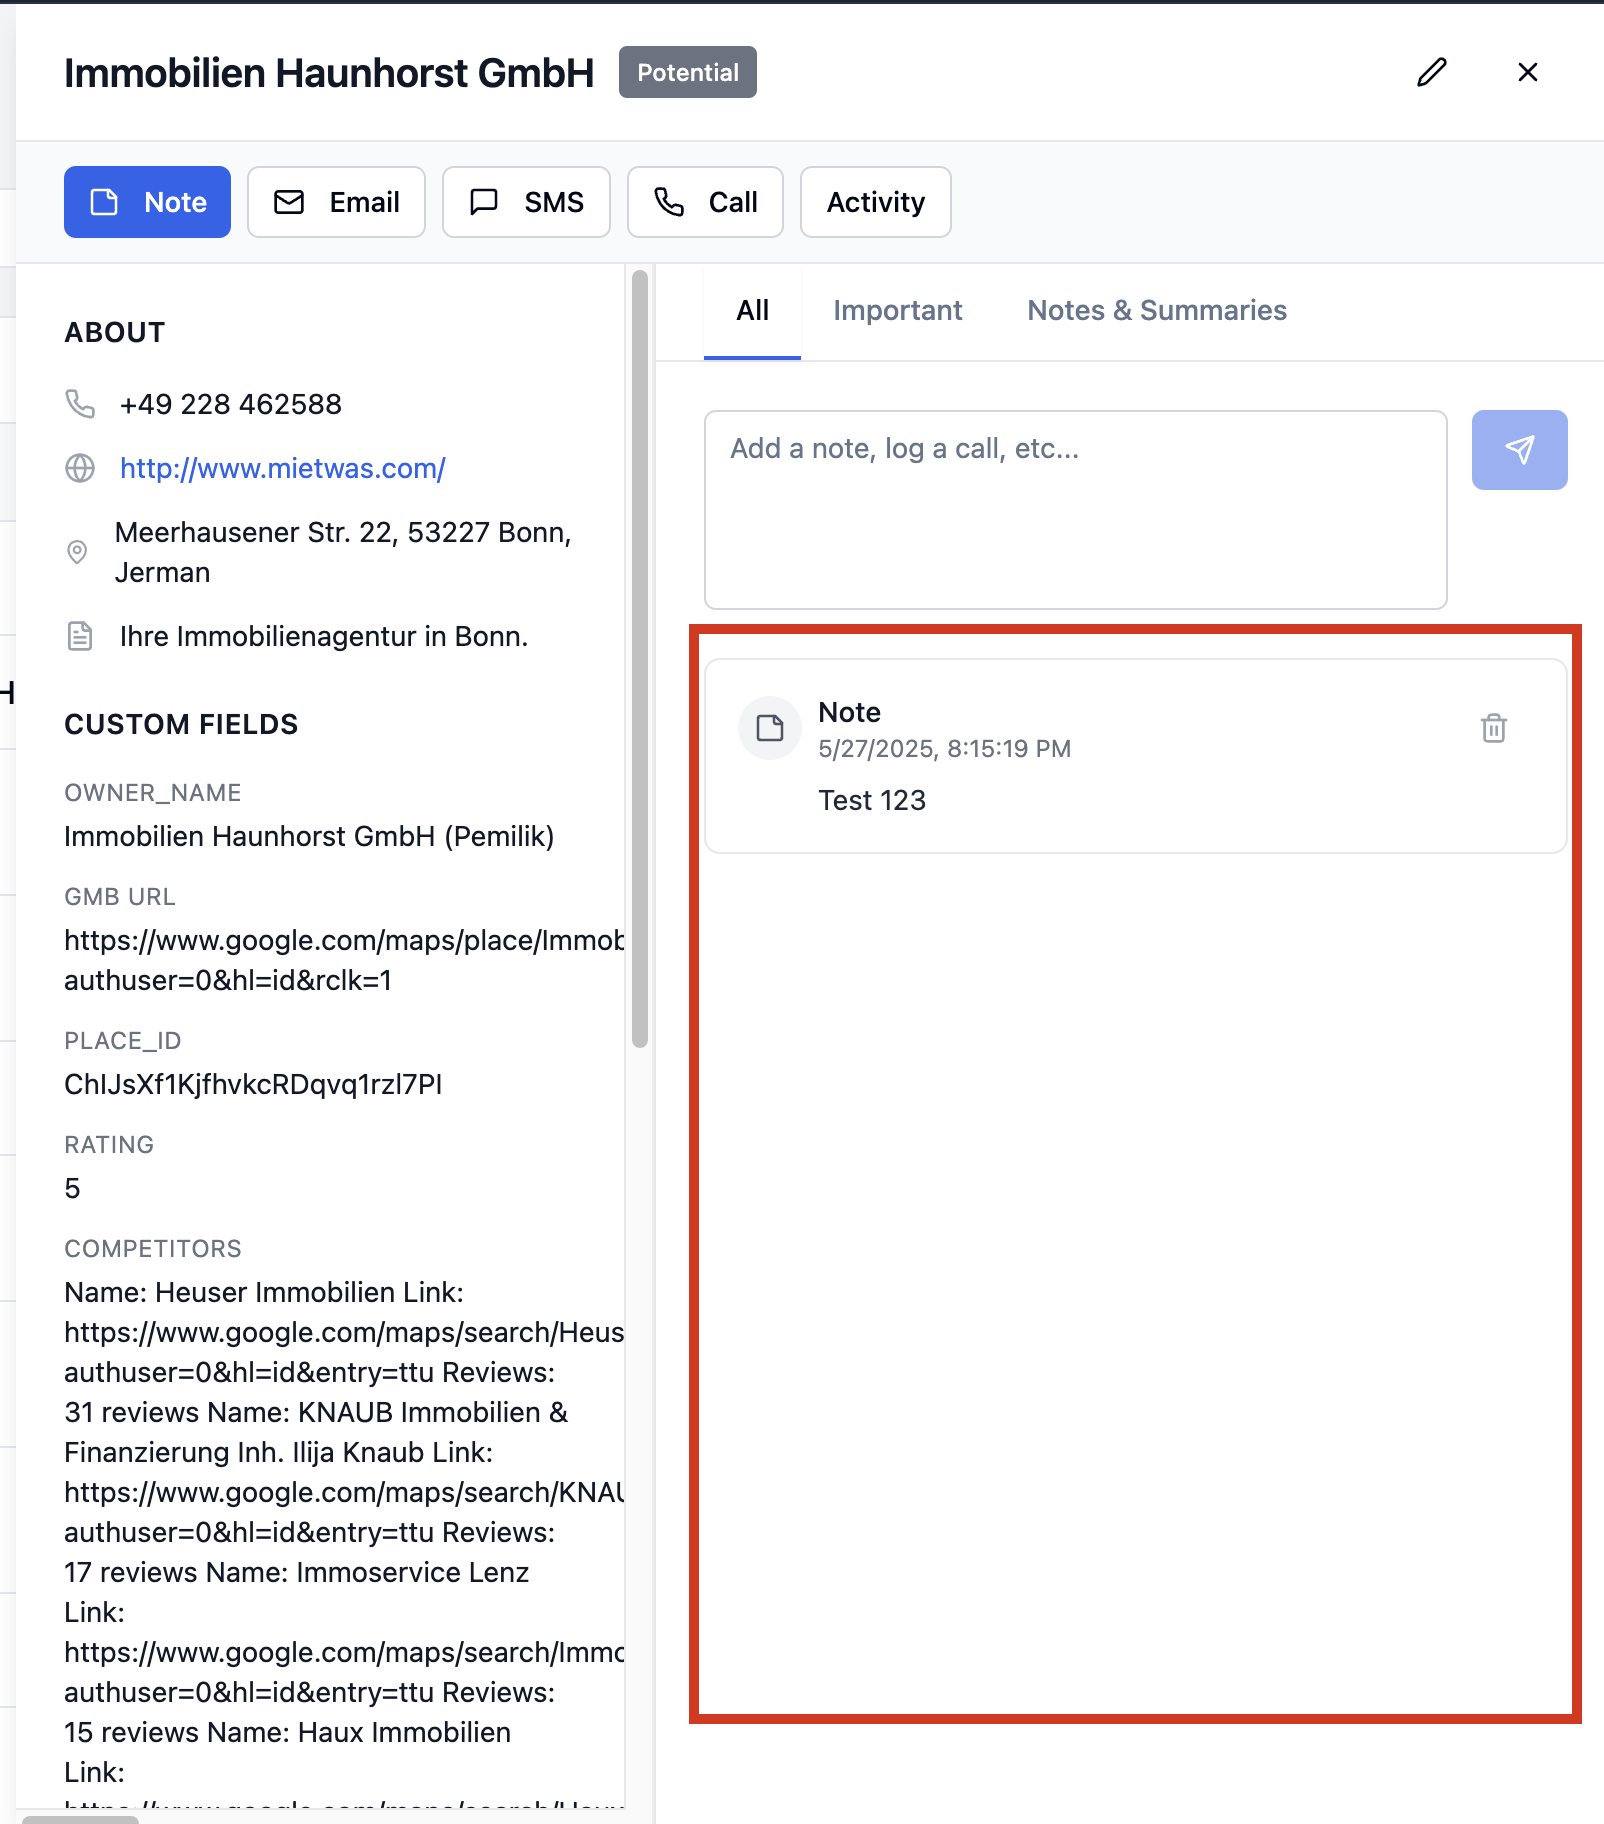 Immobilien Haunhorst GmbH
Potential
Note
Email
SMS
Call
Activity
ABOUT
+49 228 462588
http://www.mietwas.com/
Meerhausener Str. 22, 53227 Bonn,
Jerman
Ihre Immobilienagentur in Bonn.
CUSTOM FIELDS
OWNER_NAME
Immobilien Haunhorst GmbH (Pemilik)
GMB URL
https://www.google.com/maps/place/Immob
authuser=0&hl=id&rclk=1
PLACE_ID
ChIJsXf1KjfhvkcRDqvq1rzl7PI
RATING
5
COMPETITORS
Name: Heuser Immobilien Link:
https://www.google.com/maps/search/Heus
authuser=0&hl=id&entry=ttu Reviews:
31 reviews Name: KNAUB Immobilien &
Finanzierung Inh. Ilija Knaub Link:
https://www.google.com/maps/search/KNAU
authuser=0&hl=id&entry=ttu Reviews:
17 reviews Name: Immoservice Lenz
Link:
https://www.google.com/maps/search/Immo
authuser=0&hl=id&entry=ttu Reviews:
15 reviews Name: Haux Immobilien
Link:
All
Important
Notes & Summaries
Add a note, log a call, etc...
Note
5/27/2025, 8:15:19 PM
Test 123